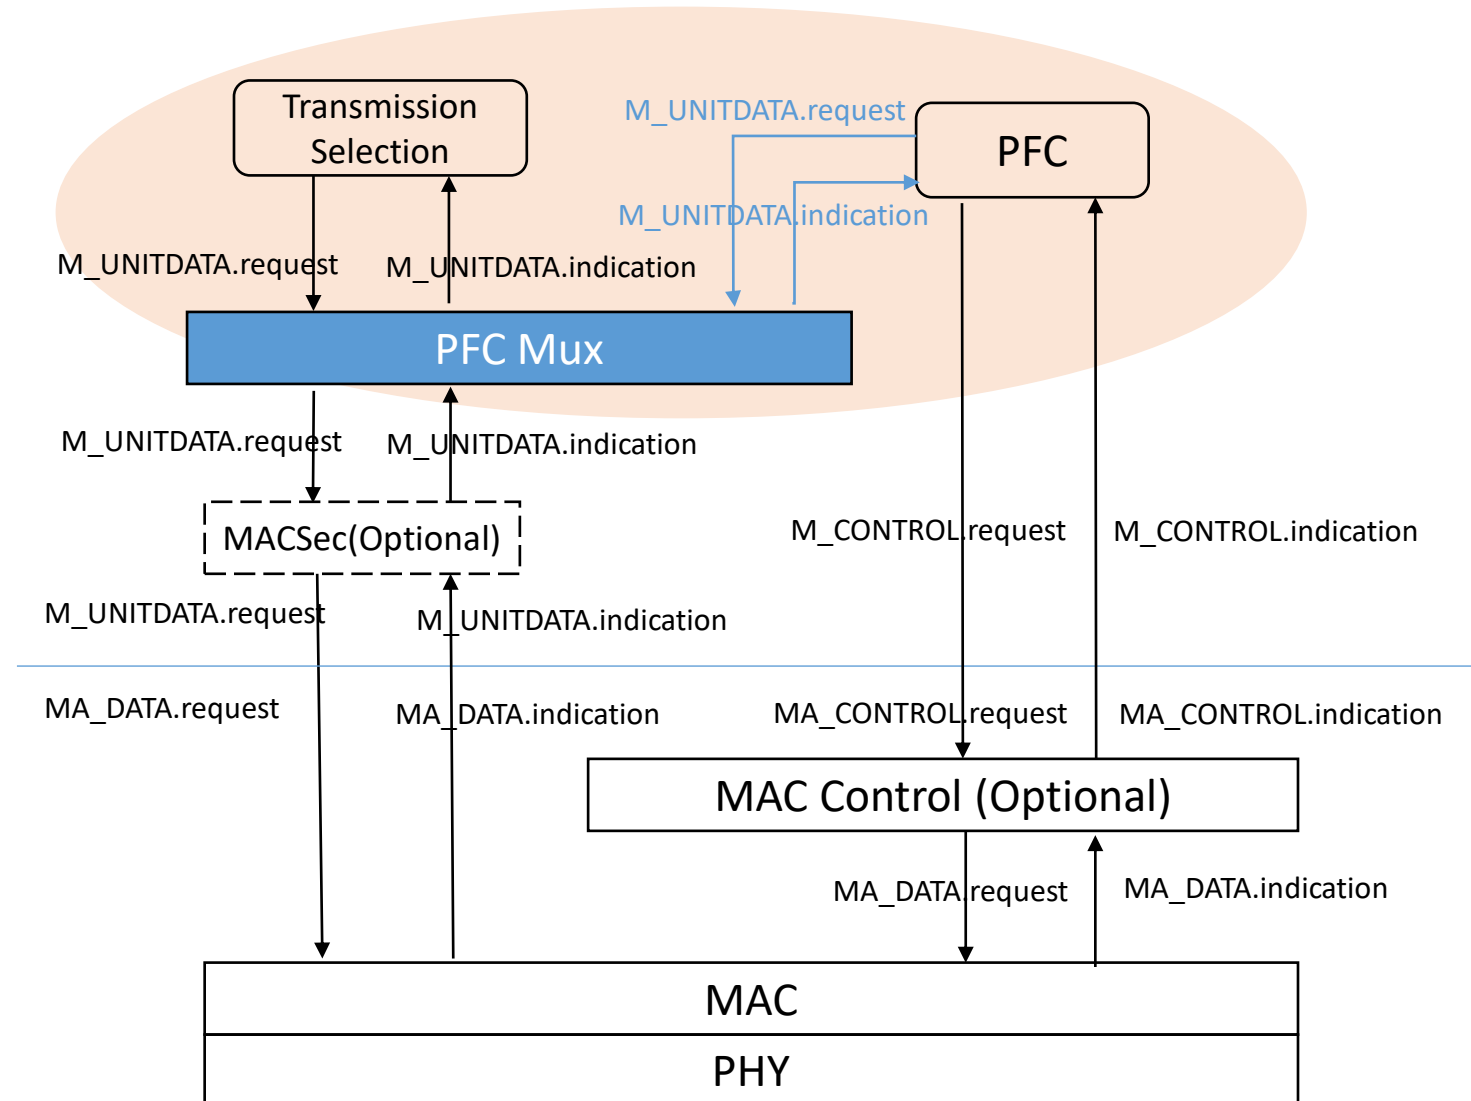 Transmission
Selection
M_UNITDATA.request
PFC
M_UNITDATA.indication
M_UNITDATA.request
M_UNITDATA.indication
PFC Mux
M_UNITDATA.request
M_UNITDATA.indication
MACSec(Optional)
M_CONTROL.request
M_CONTROL.indication
M_UNITDATA.request
M_UNITDATA.indication
MA_DATA.request
MA_DATA.indication
MA_CONTROL.request
MA_CONTROL.indication
MAC Control (Optional)
MA_DATA.request
MA_DATA.indication
MAC
PHY